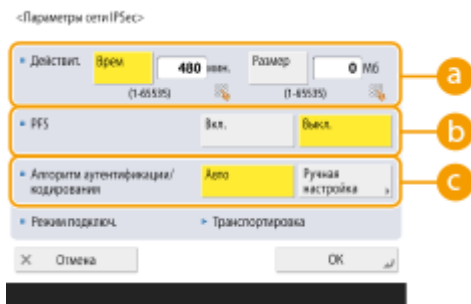 <Параметры сети IPSec>
Действит. Врем 480 мин. Размер 0 Мб
(1-65535) (1-65535)
a
PFS Вкл. Выкл.
b
Алгоритм аутентификации/
кодирования Авто Ручная
настройка
c
Режим подключ. Транспортировка
Отмена OK